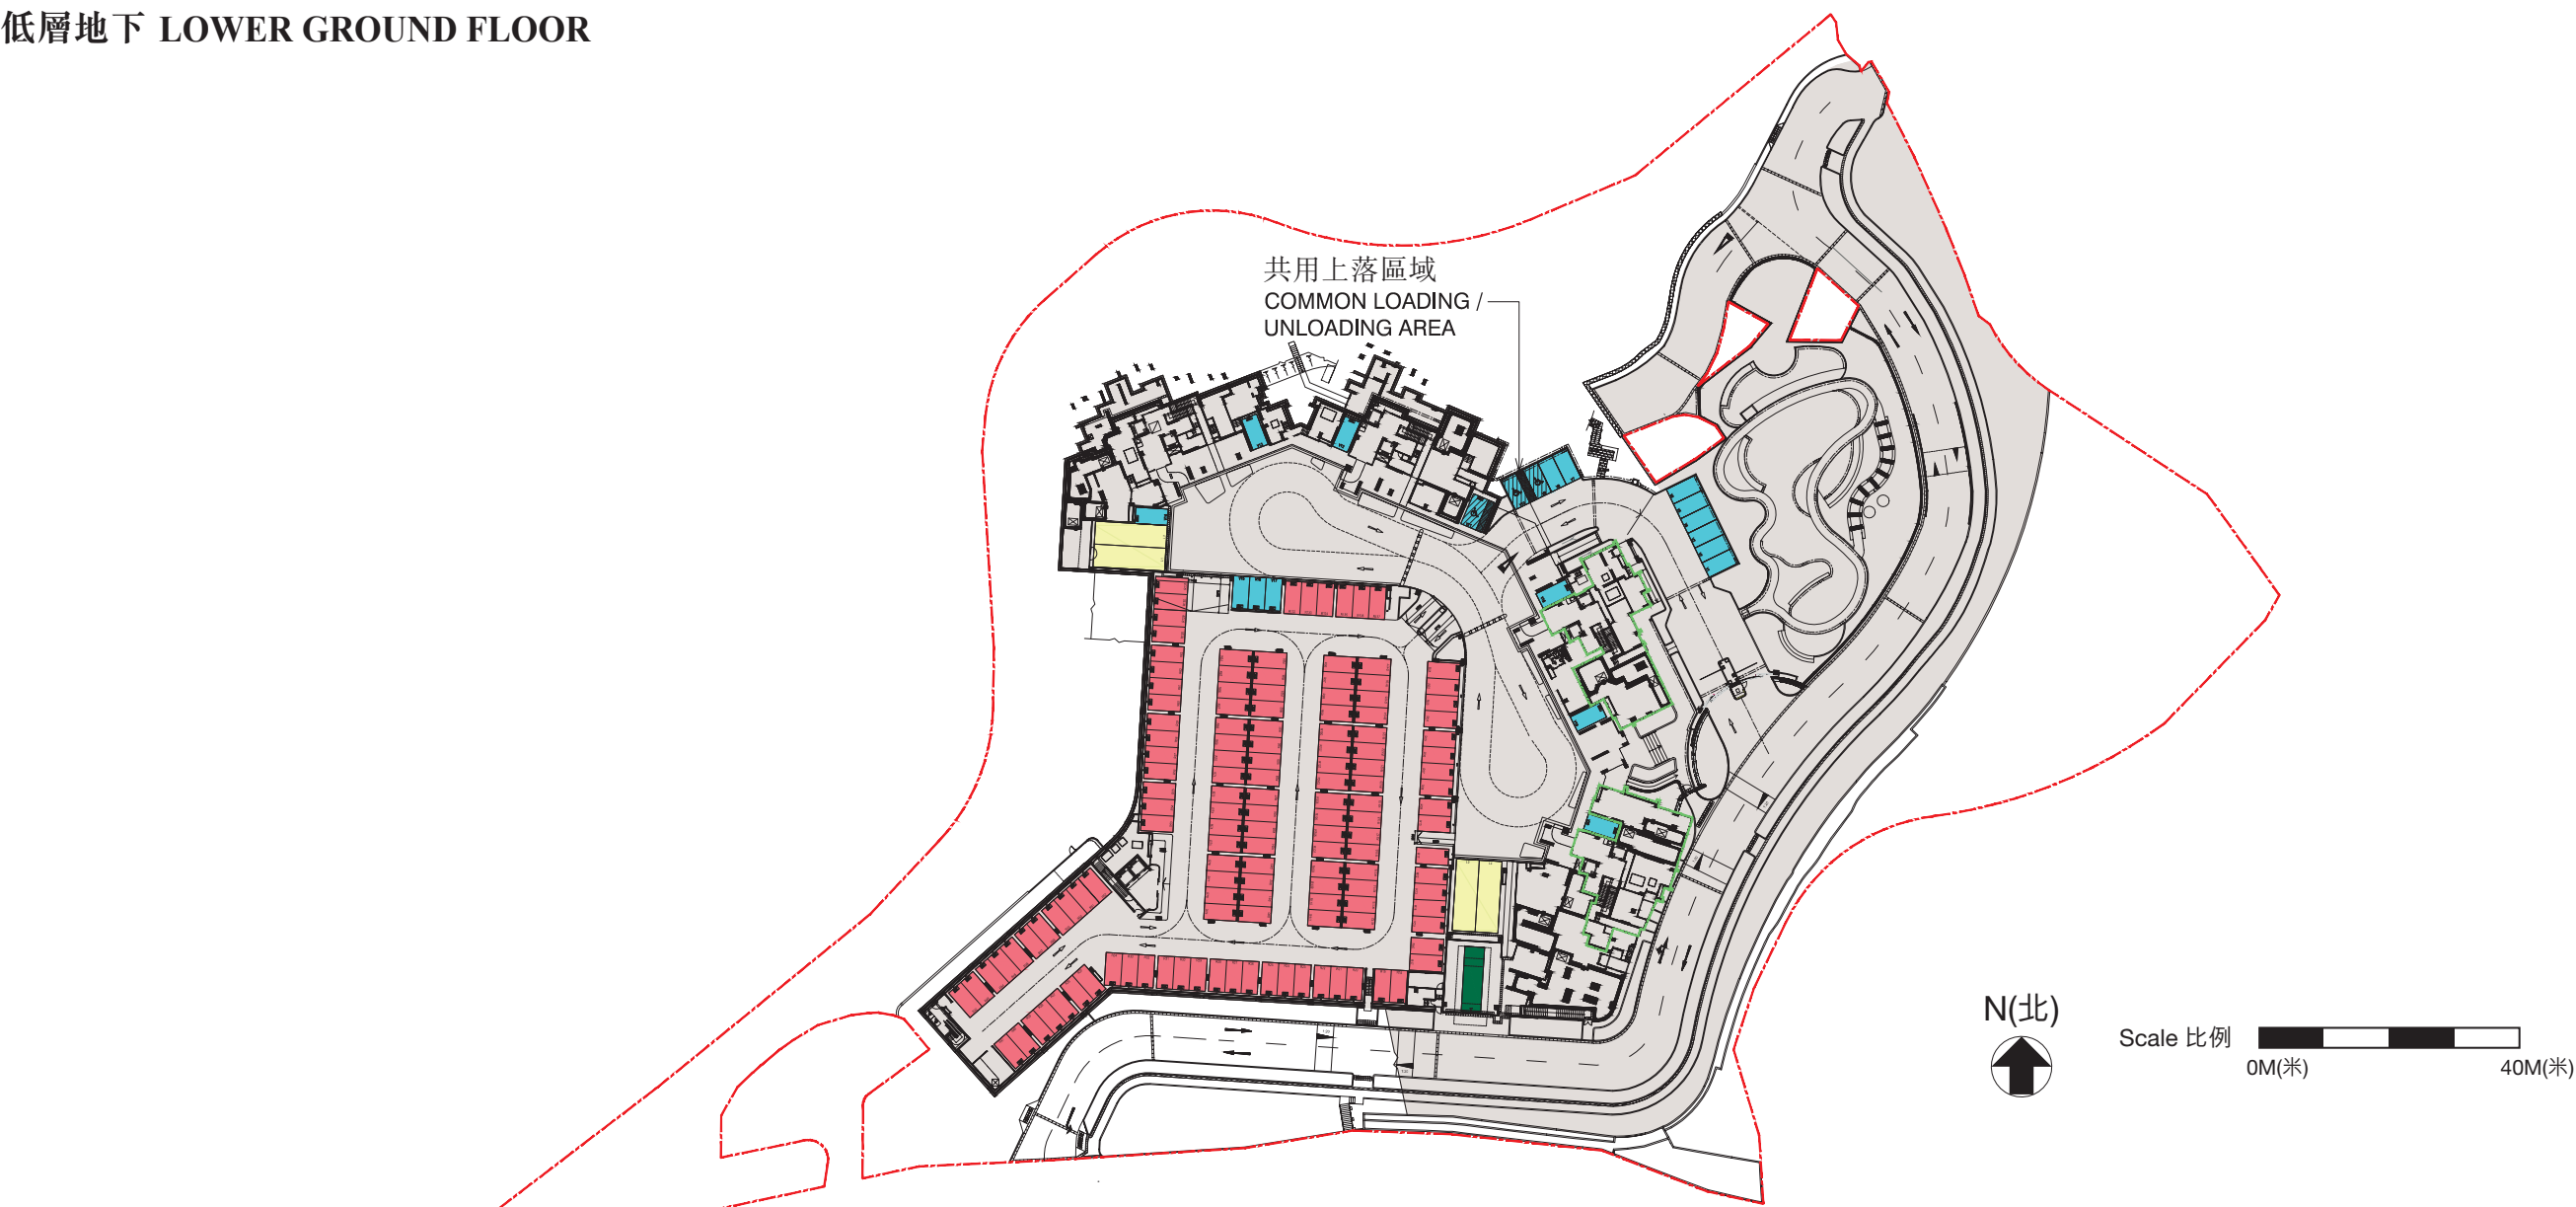 低層地下 LOWER GROUND FLOOR
共用上落區域
COMMON LOADING /
UNLOADING AREA
N(北)
Scale 比例
0M(米) 40M(米)